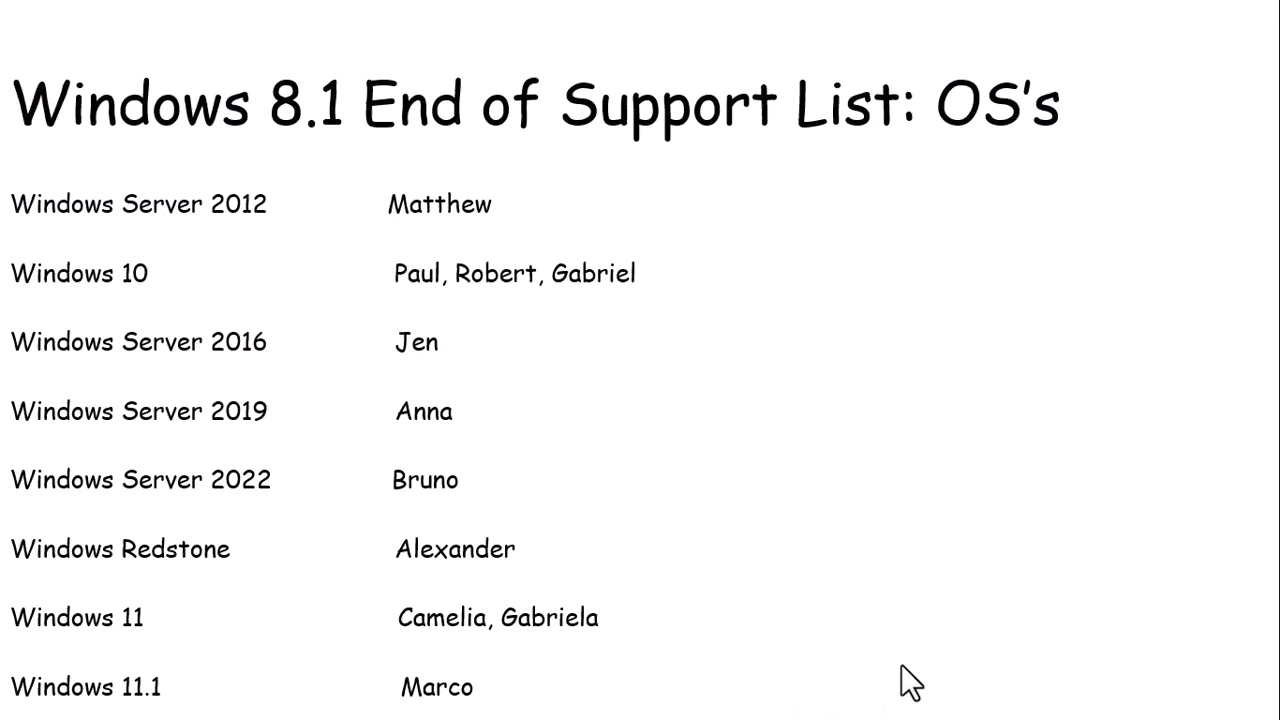 Windows 8.1 End of Support List: OS's
Windows Server 2012 Matthew
Windows 10 Paul, Robert, Gabriel
Windows Server 2016 Jen
Windows Server 2019 Anna
Windows Server 2022 Bruno
Windows Redstone Alexander
Windows 11 Camelia, Gabriela
Windows 11.1 Marco